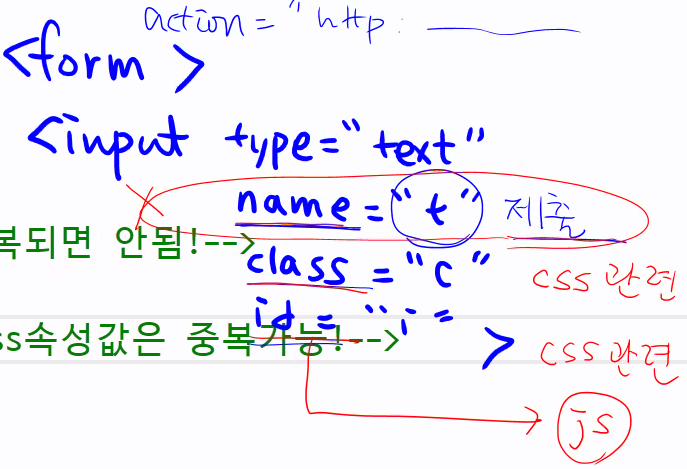 action = "http:
<form >
<input type="text"
name="t" 제출
복되면 안됨!-->
class = "c" css 관련
id = "i"
ss속성값은 중복가능!--> > css 관련
js